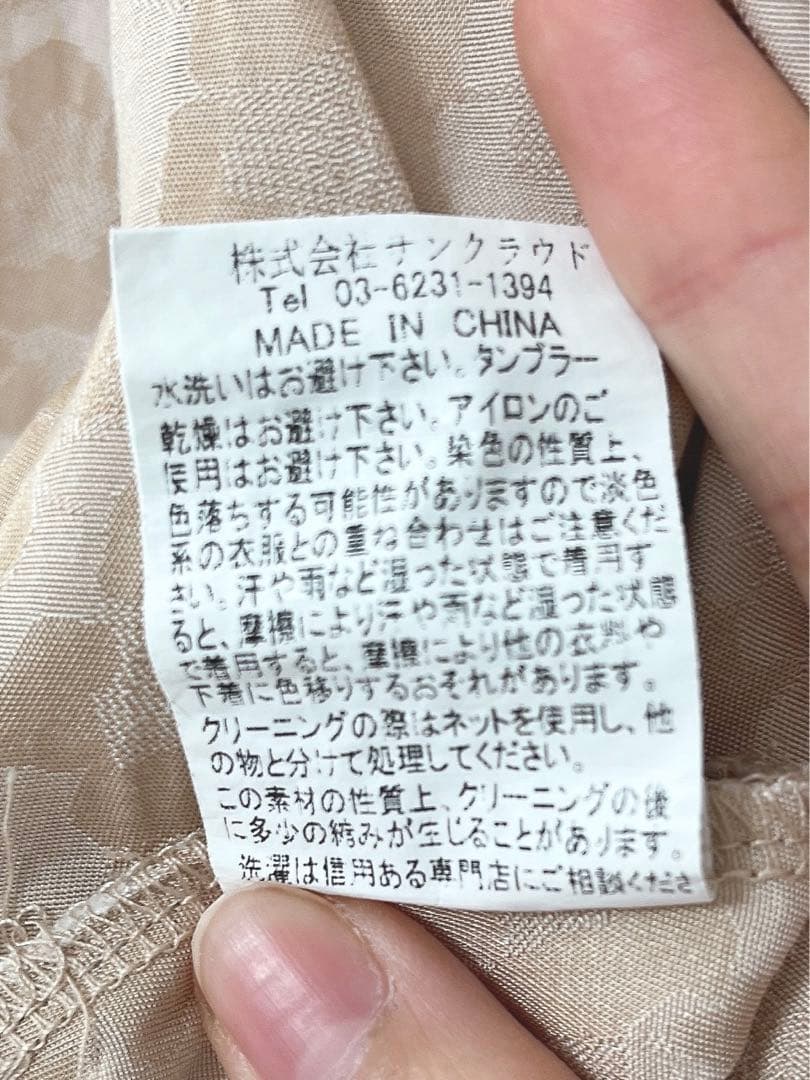 株式会社サンクラウド
Tel 03-6231-1394
MADE IN CHINA
水洗いはお避け下さい。タンブラー
乾燥はお避け下さい。アイロンのご
使用はお避け下さい。染色の性質上、
色落ちする可能性がありますので淡色
系の衣服との重ね合わせはご注意くだ
さい。汗や雨など湿った状態で着用す
ると、摩擦により汗や雨など湿った状態
で着用すると、摩擦により他の衣料や
下着に色移りするおそれがあります。
クリーニングの際はネットを使用し、他
の物と分けて処理してください。
この素材の性質上、クリーニングの後
に多少の縮みが生じることがあります。
洗濯は信用ある専門店にご相談くださ